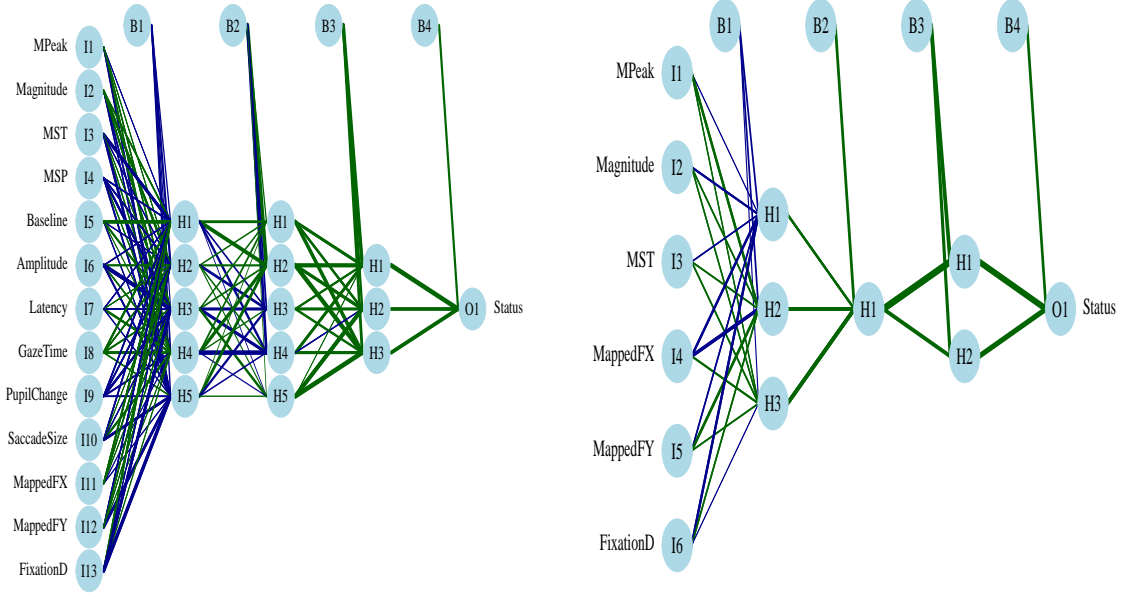 B1 B2 B3 B4
MPeak I1
Magnitude I2
MST I3
MSP I4
Baseline I5 H1 H1
Amplitude I6 H2 H2 H1
Latency I7 H3 H3 H2 O1 Status
GazeTime I8 H4 H4 H3
PupilChange I9 H5 H5
SaccadeSize I10
MappedFX I11
MappedFY I12
FixationD I13
B1 B2 B3 B4
MPeak I1
Magnitude I2
H1
MST I3 H1
H2 H1 O1 Status
MappedFX I4 H2
H3
MappedFY I5
FixationD I6